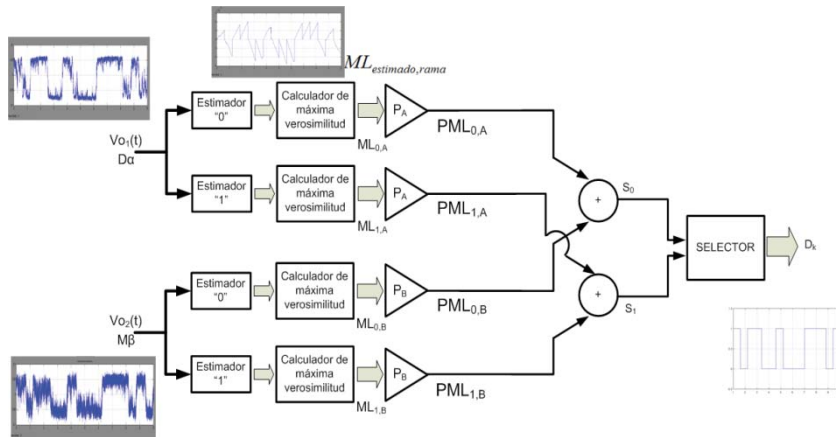 ML estimado,rama
Estimador
"0"
Calculador de
máxima
verosimilitud
P_A
ML_0,A
PML_0,A
Vo_1(t)
Dα
Estimador
"1"
Calculador de
máxima
verosimilitud
P_A
ML_1,A
PML_1,A
+
S_0
SELECTOR
D_k
Estimador
"0"
Calculador de
máxima
verosimilitud
P_B
ML_0,B
PML_0,B
+
S_1
Vo_2(t)
Mβ
Estimador
"1"
Calculador de
máxima
verosimilitud
P_B
ML_1,B
PML_1,B